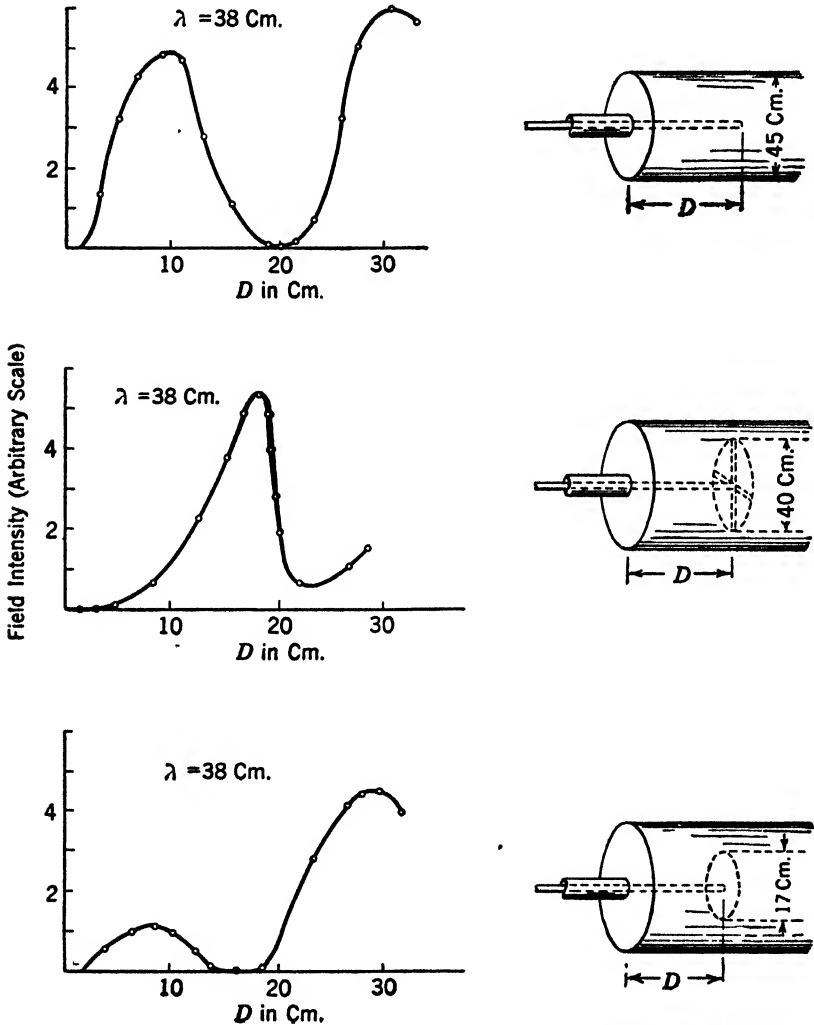 λ = 38 Cm.
4
2
10 20 30
D in Cm.
45 Cm.
D
Field Intensity (Arbitrary Scale)
λ = 38 Cm.
4
2
10 20 30
D in Cm.
40 Cm.
D
λ = 38 Cm.
4
2
10 20 30
D in Cm.
17 Cm.
D